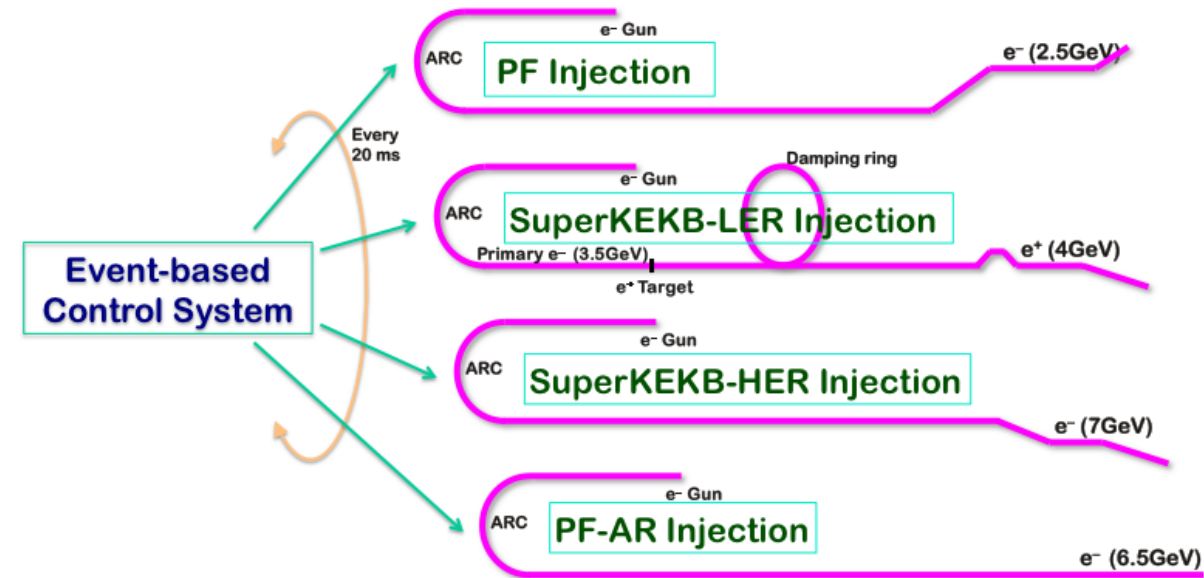 e⁻ Gun
ARC
PF Injection
e⁻ (2.5GeV)
Every
20 ms
Damping ring
e⁻ Gun
ARC
SuperKEKB-LER Injection
Primary e⁻ (3.5GeV)
e⁺ (4GeV)
e⁺ Target
Event-based
Control System
e⁻ Gun
ARC
SuperKEKB-HER Injection
e⁻ (7GeV)
e⁻ Gun
ARC
PF-AR Injection
e⁻ (6.5GeV)